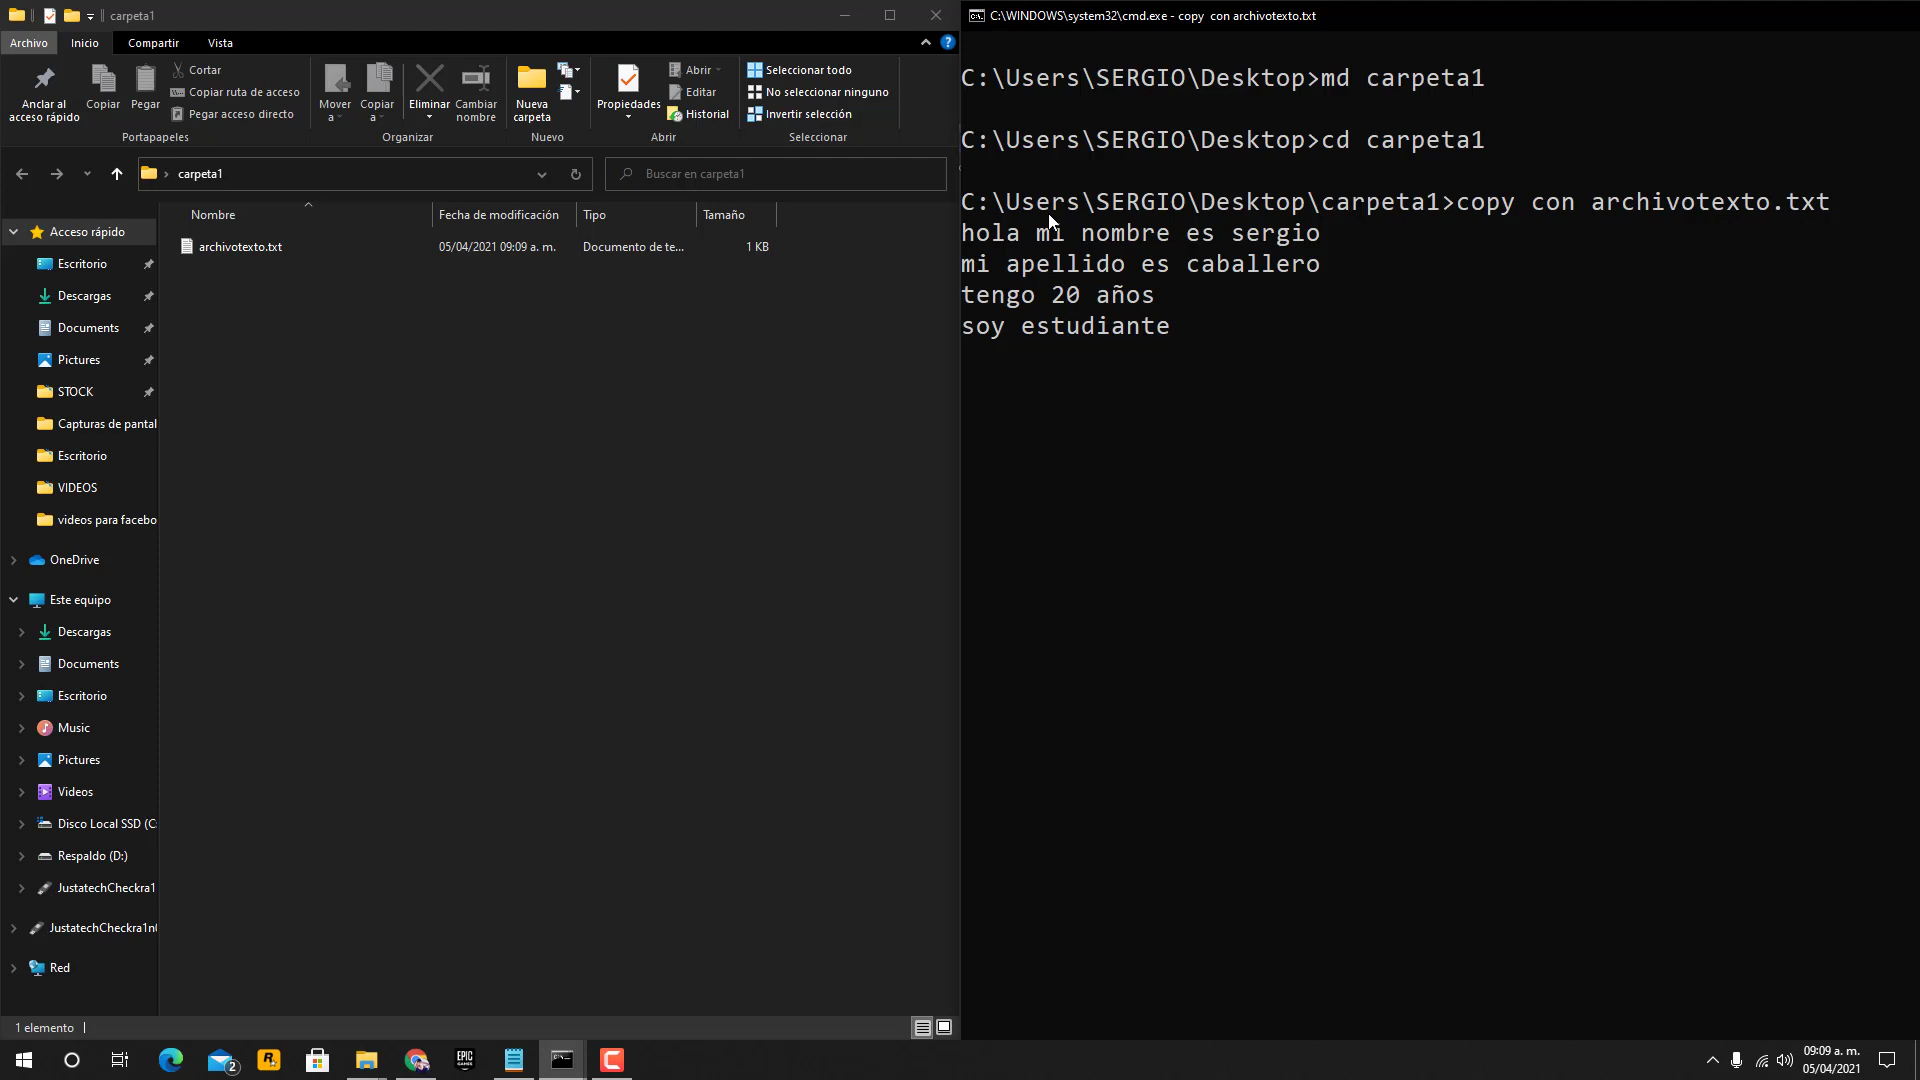 carpeta1
Archivo
Inicio
Compartir
Vista
Anclar al
acceso rápido
Copiar
Pegar
Cortar
Copiar ruta de acceso
Pegar acceso directo
Portapapeles
Mover
a
Copiar
a
Eliminar
Cambiar
nombre
Organizar
Nueva
carpeta
Nuevo
Propiedades
Abrir
Editar
Historial
Abrir
Seleccionar todo
No seleccionar ninguno
Invertir selección
Seleccionar
carpeta1
Buscar en carpeta1
Nombre
Fecha de modificación
Tipo
Tamaño
archivotexto.txt
05/04/2021 09:09 a. m.
Documento de te...
1 KB
Acceso rápido
Escritorio
Descargas
Documents
Pictures
STOCK
Capturas de pantal
Escritorio
VIDEOS
videos para facebo
OneDrive
Este equipo
Descargas
Documents
Escritorio
Music
Pictures
Videos
Disco Local SSD (C:
Respaldo (D:)
JustatechCheckra1
JustatechCheckra1n
Red
1 elemento
C:\WINDOWS\system32\cmd.exe - copy  con archivotexto.txt
C:\Users\SERGIO\Desktop>md carpeta1
C:\Users\SERGIO\Desktop>cd carpeta1
C:\Users\SERGIO\Desktop\carpeta1>copy con archivotexto.txt
hola mi nombre es sergio
mi apellido es caballero
tengo 20 años
soy estudiante
2
R
EPIC
GAMES
C
09:09 a. m.
05/04/2021